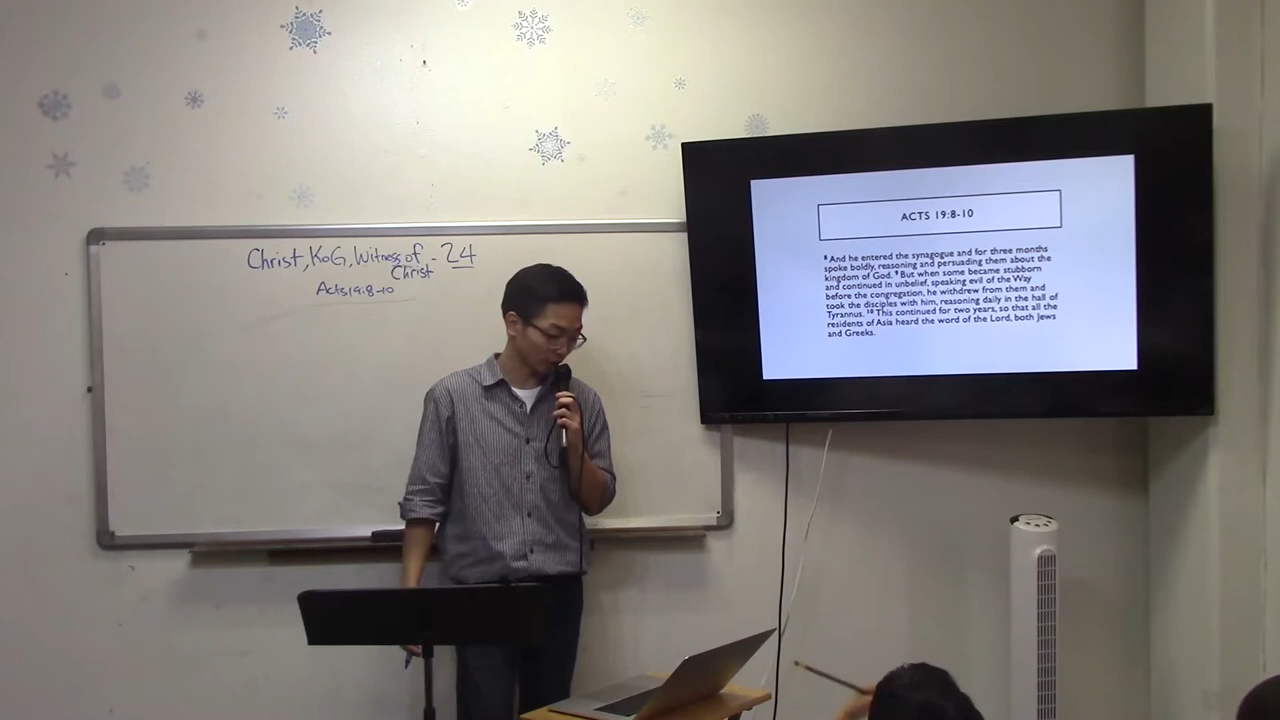 Christ, KoG, Witness of - 24
Christ
Acts 19:8-10
ACTS 19:8-10
8 And he entered the synagogue and for three months
spoke boldly, reasoning and persuading them about the
kingdom of God. 9 But when some became stubborn
and continued in unbelief, speaking evil of the Way
before the congregation, he withdrew from them and
took the disciples with him, reasoning daily in the hall of
Tyrannus. 10 This continued for two years, so that all the
residents of Asia heard the word of the Lord, both Jews
and Greeks.